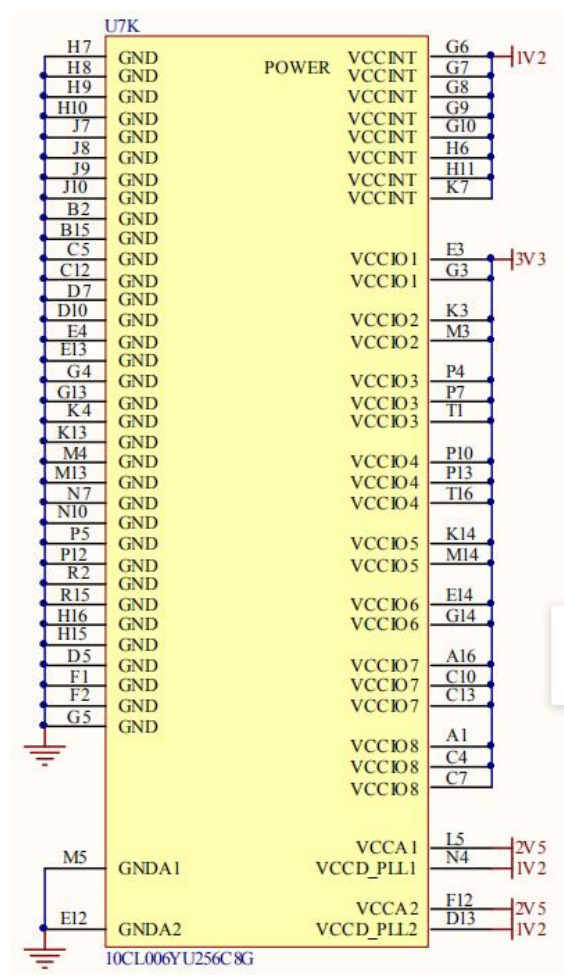 U7K
H7 GND POWER VCCINT G6 1V2
H8 GND VCCINT G7
H9 GND VCCINT G8
H10 GND VCCINT G9
J7 GND VCCINT G10
J8 GND VCCINT H6
J9 GND VCCINT H11
J10 GND VCCINT K7
B2 GND
B15 GND
C5 GND VCCIO1 E3 3V3
C12 GND VCCIO1 G3
D7 GND
D10 GND VCCIO2 K3
E4 GND VCCIO2 M3
E13 GND
G4 GND VCCIO3 P4
G13 GND VCCIO3 P7
K4 GND VCCIO3 T1
K13 GND
M4 GND VCCIO4 P10
M13 GND VCCIO4 P13
N7 GND VCCIO4 T16
N10 GND
P5 GND VCCIO5 K14
P12 GND VCCIO5 M14
R2 GND
R15 GND VCCIO6 E14
H16 GND VCCIO6 G14
H15 GND
D5 GND VCCIO7 A16
F1 GND VCCIO7 C10
F2 GND VCCIO7 C13
G5 GND
VCCIO8 A1
VCCIO8 C4
VCCIO8 C7
VCCA1 L5 2V5
M5 GNDA1 VCCD_PLL1 N4 1V2
VCCA2 F12 2V5
E12 GNDA2 VCCD_PLL2 D13 1V2
10CL006YU256C8G